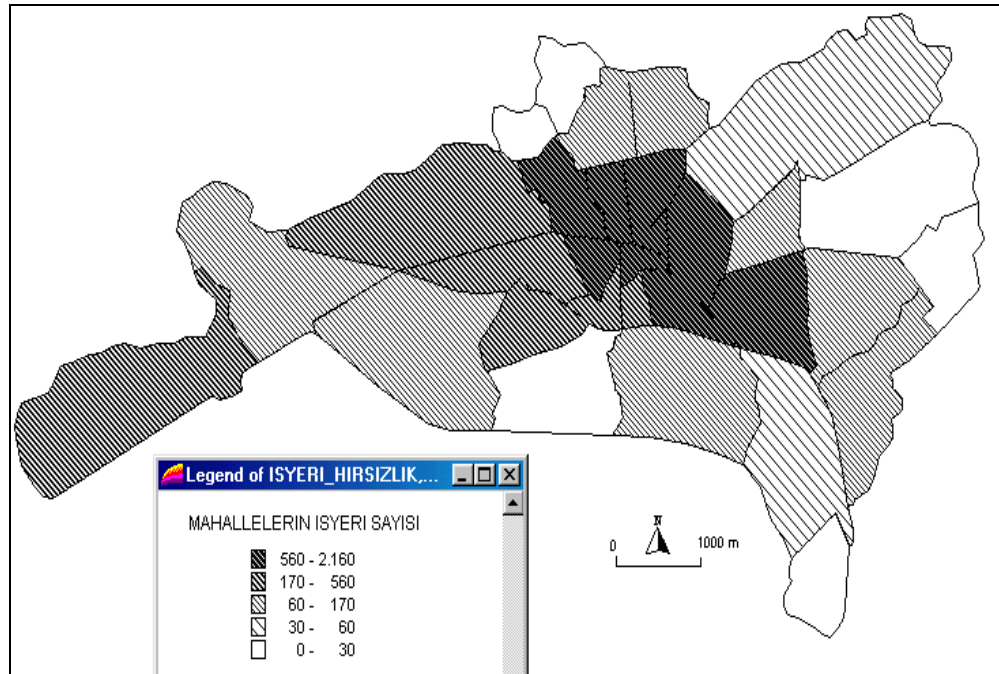 N
0 1000 m
Legend of ISYERI_HIRSIZLIK,...
MAHALLELERIN ISYERI SAYISI
560 - 2.160
170 - 560
60 - 170
30 - 60
0 - 30